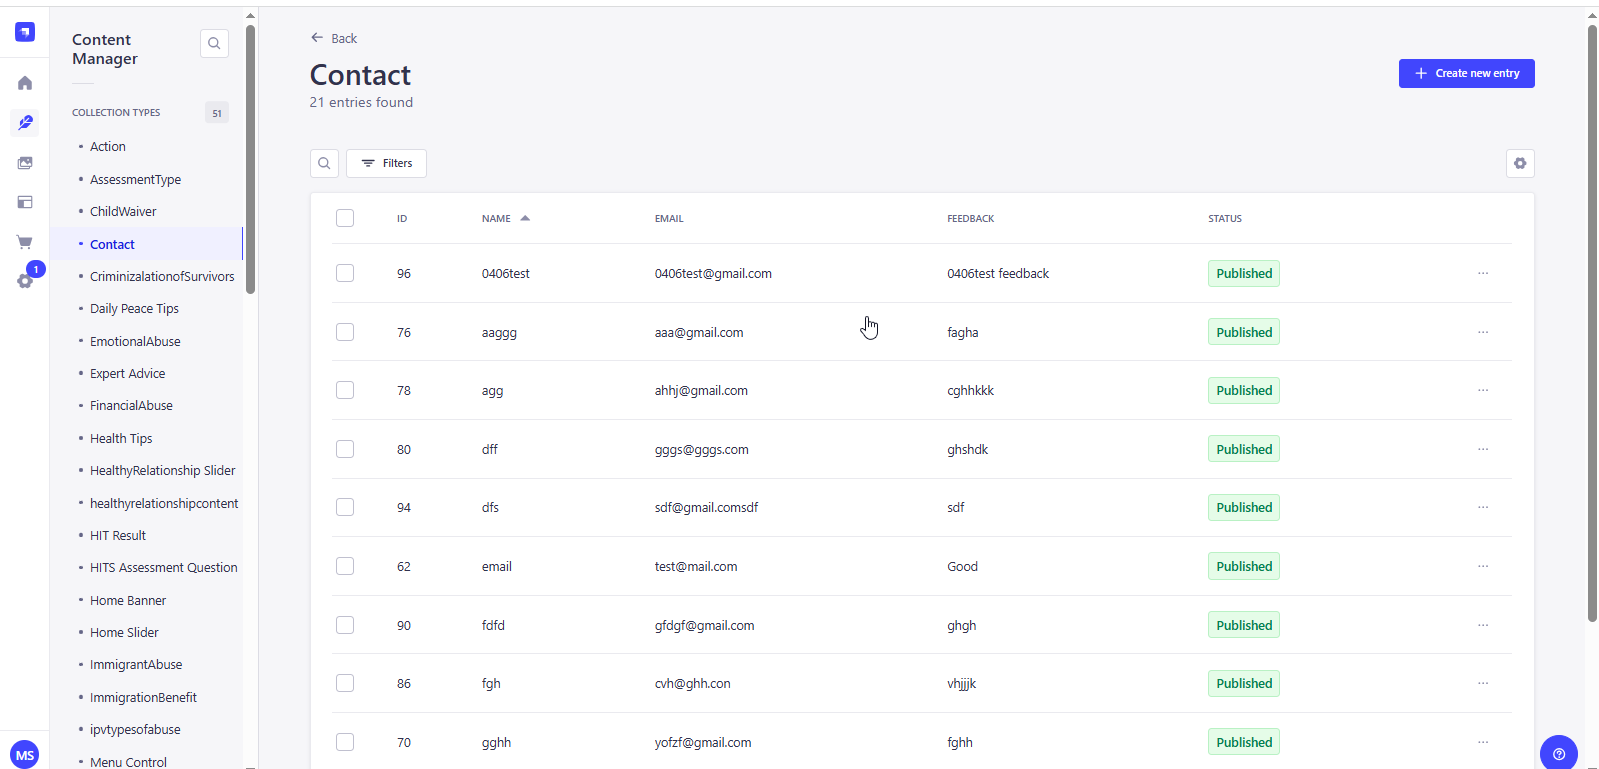 Content
Manager
COLLECTION TYPES 51
Action
AssessmentType
ChildWaiver
Contact
CriminizalationofSurvivors
Daily Peace Tips
EmotionalAbuse
Expert Advice
FinancialAbuse
Health Tips
HealthyRelationship Slider
healthyrelationshipcontent
HIT Result
HITS Assessment Question
Home Banner
Home Slider
ImmigrantAbuse
ImmigrationBenefit
ipvtypesofabuse
Menu Control
1
MS
Back
Contact
21 entries found
Create new entry
Filters
ID NAME EMAIL FEEDBACK STATUS
96 0406test 0406test@gmail.com 0406test feedback Published ...
76 aaggg aaa@gmail.com fagha Published ...
78 agg ahhj@gmail.com cghhkkk Published ...
80 dff gggs@gggs.com ghshdk Published ...
94 dfs sdf@gmail.comsdf sdf Published ...
62 email test@mail.com Good Published ...
90 fdfd gfdgf@gmail.com ghgh Published ...
86 fgh cvh@ghh.con vhjjjk Published ...
70 gghh yofzf@gmail.com fghh Published ...